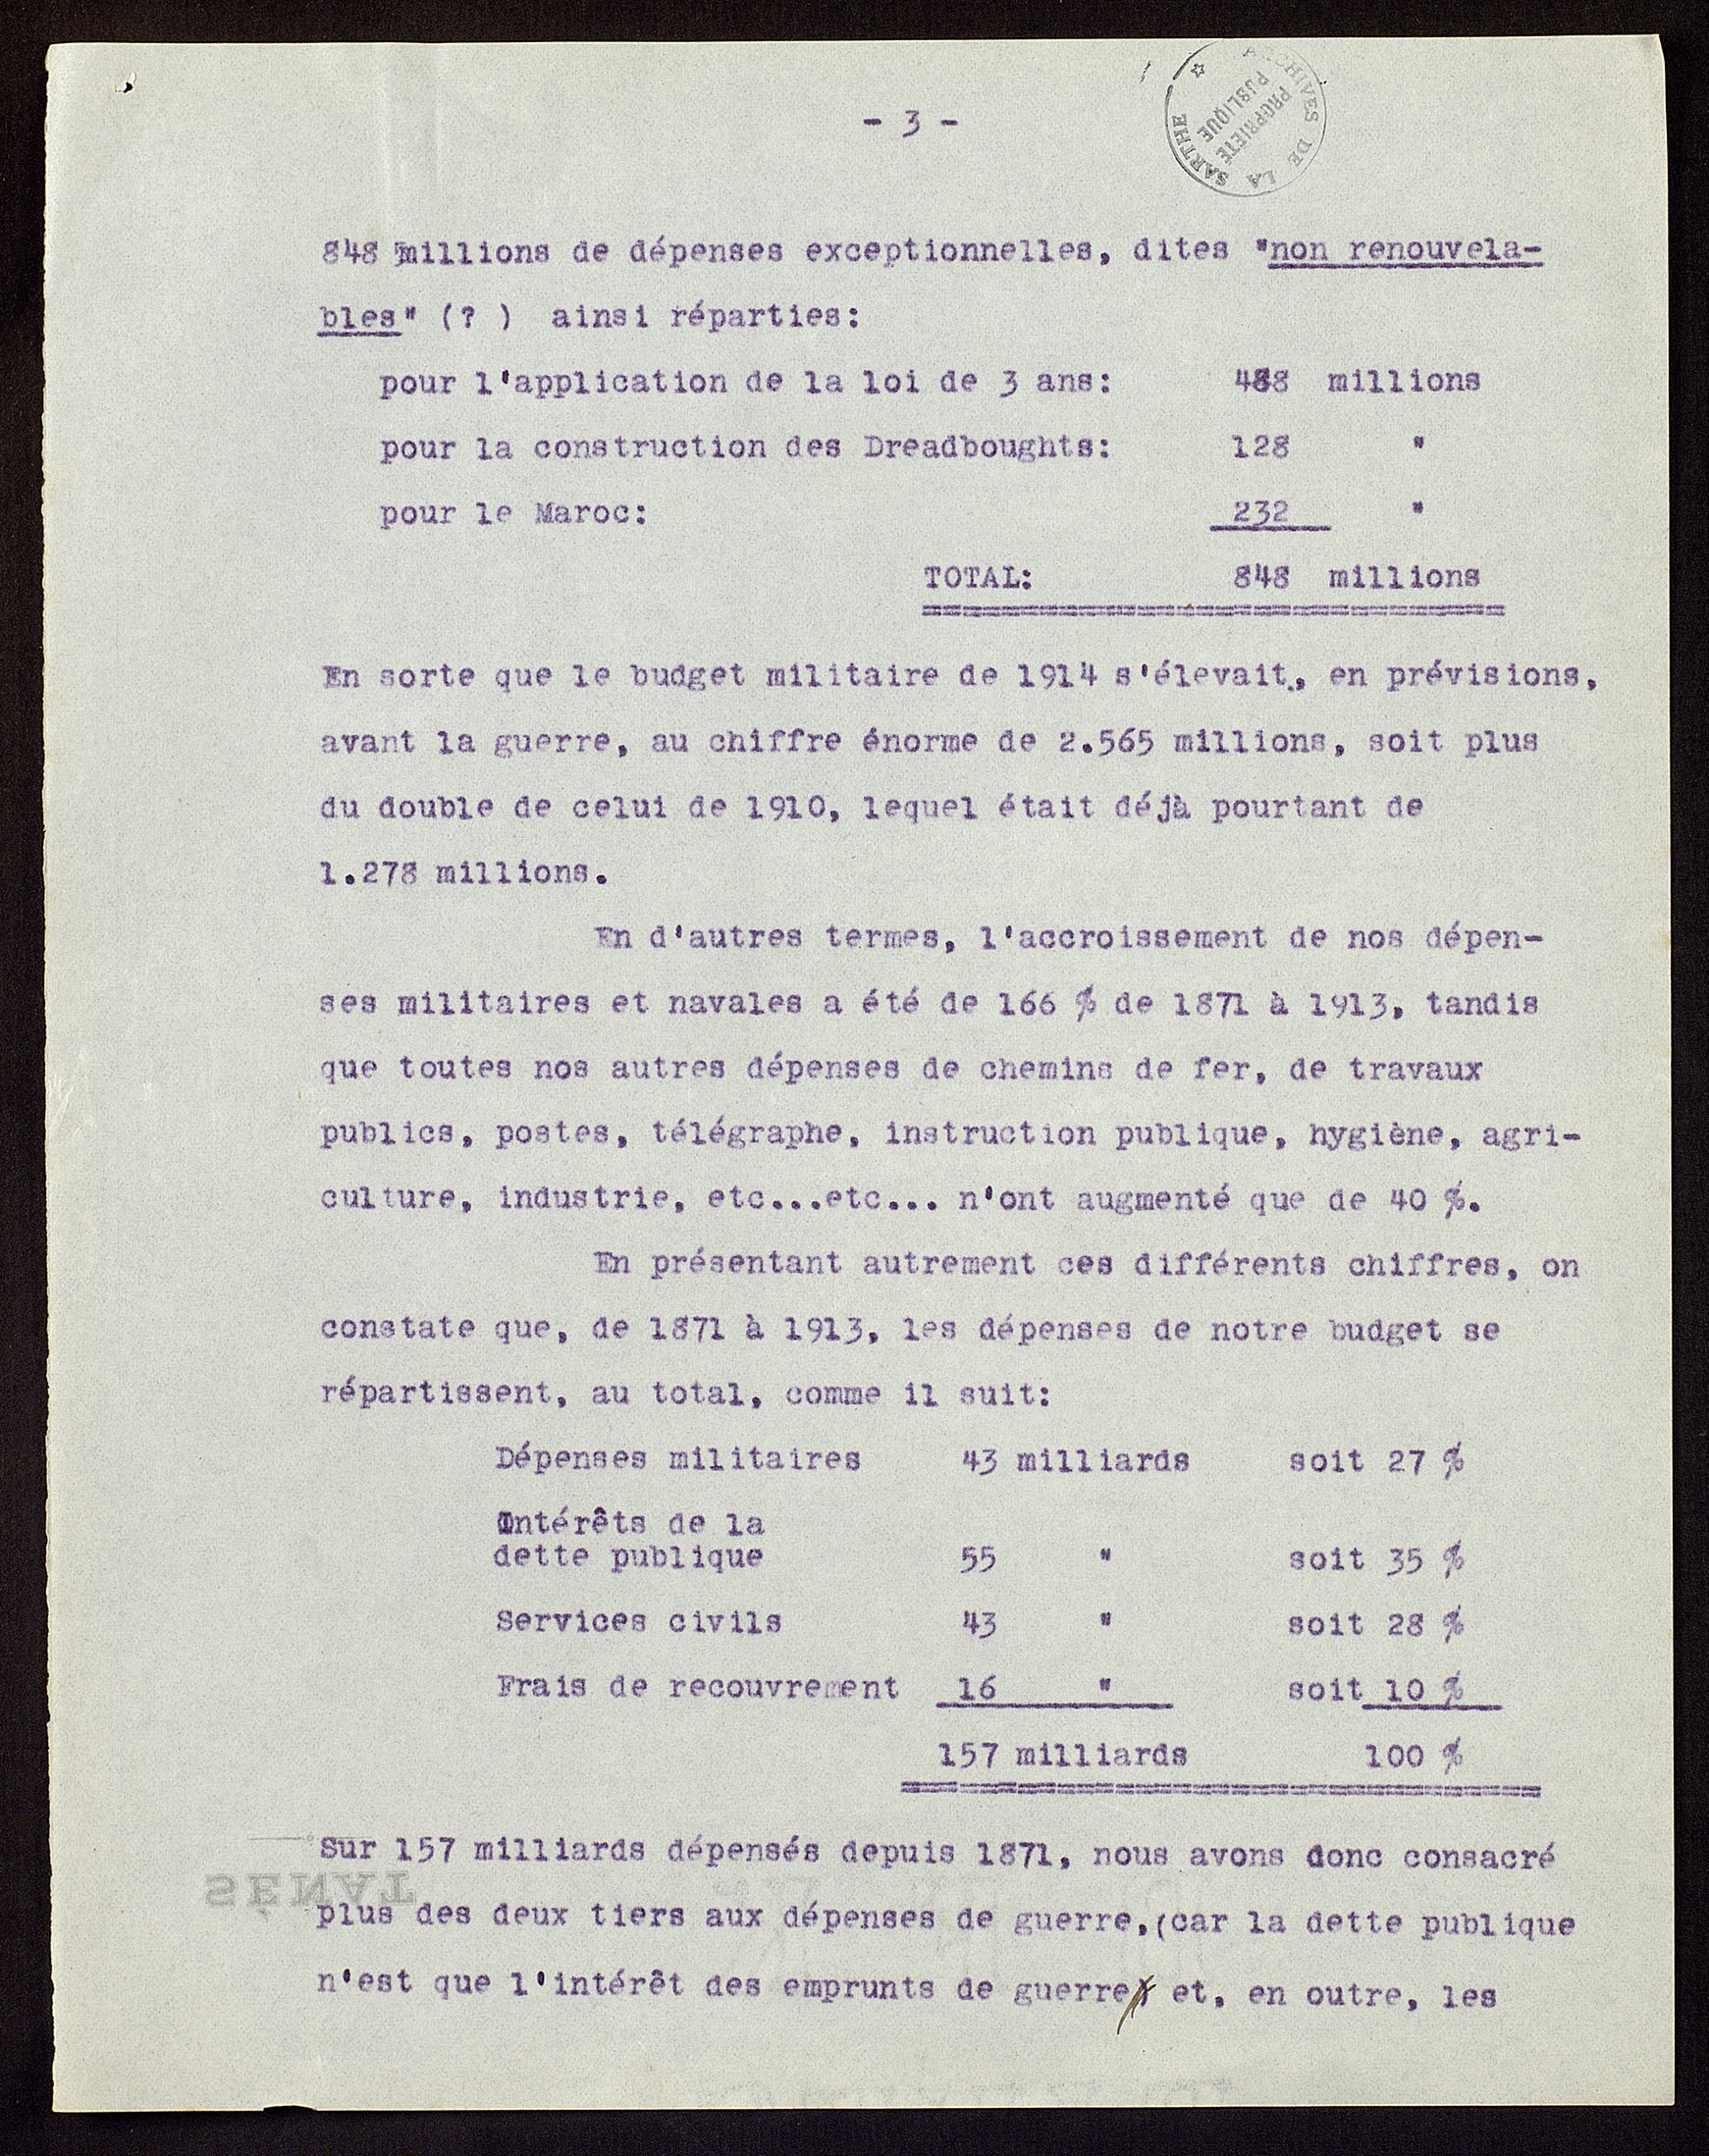 - 3 -
ARCHIVES DE LA SARTHE
PROPRIETE
PUBLIQUE
848 millions de dépenses exceptionnelles, dites "non renouvela-
bles" (? ) ainsi réparties:
pour l'application de la loi de 3 ans: 488 millions
pour la construction des Dreadboughts: 128 "
pour le Maroc: 232 "
TOTAL: 848 millions
En sorte que le budget militaire de 1914 s'élevait, en prévisions,
avant la guerre, au chiffre énorme de 2.565 millions, soit plus
du double de celui de 1910, lequel était déjà pourtant de
1.278 millions.
En d'autres termes, l'accroissement de nos dépen-
ses militaires et navales a été de 166 % de 1871 à 1913, tandis
que toutes nos autres dépenses de chemins de fer, de travaux
publics, postes, télégraphe, instruction publique, hygiène, agri-
culture, industrie, etc...etc... n'ont augmenté que de 40 %.
En présentant autrement ces différents chiffres, on
constate que, de 1871 à 1913, les dépenses de notre budget se
répartissent, au total, comme il suit:
Dépenses militaires 43 milliards soit 27 %
Intérêts de la
dette publique 55 " soit 35 %
Services civils 43 " soit 28 %
Frais de recouvrement 16 " soit 10 %
157 milliards 100 %
Sur 157 milliards dépensés depuis 1871, nous avons donc consacré
SÉNAT
plus des deux tiers aux dépenses de guerre,(car la dette publique
n'est que l'intérêt des emprunts de guerre) et, en outre, les